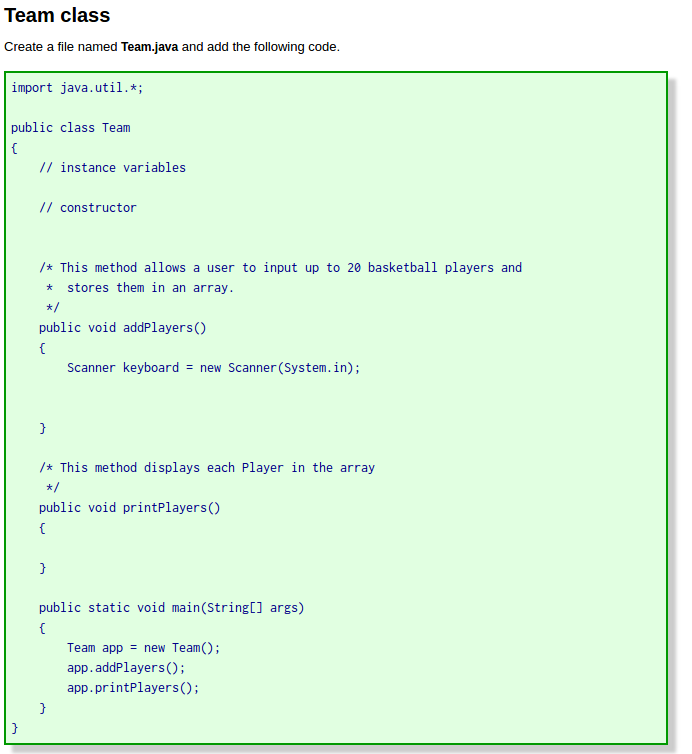 Team class
Create a file named Team.java and add the following code.
import java.util.*;
public class Team
{
    // instance variables
    // constructor
    /* This method allows a user to input up to 20 basketball players and
     *  stores them in an array.
     */
    public void addPlayers()
    {
        Scanner keyboard = new Scanner(System.in);
    }
    /* This method displays each Player in the array
     */
    public void printPlayers()
    {
    }
    public static void main(String[] args)
    {
        Team app = new Team();
        app.addPlayers();
        app.printPlayers();
    }
}